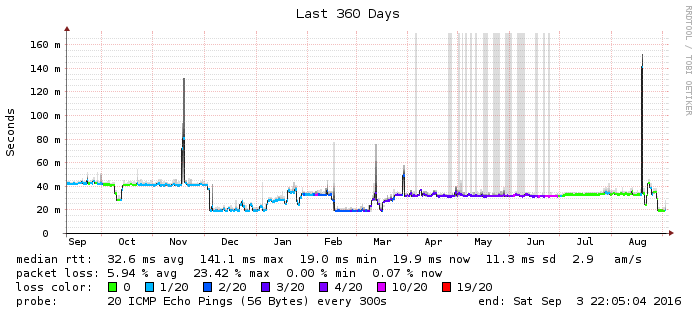 Last 360 Days
RRDTOOL / TOBI OETIKER
Seconds
160 m
140 m
120 m
100 m
80 m
60 m
40 m
20 m
0
Sep Oct Nov Dec Jan Feb Mar Apr May Jun Jul Aug
median rtt: 32.6 ms avg 141.1 ms max 19.0 ms min 19.9 ms now 11.3 ms sd 2.9 am/s
packet loss: 5.94 % avg 23.42 % max 0.00 % min 0.07 % now
loss color: 0 1/20 2/20 3/20 4/20 10/20 19/20
probe: 20 ICMP Echo Pings (56 Bytes) every 300s end: Sat Sep 3 22:05:04 2016